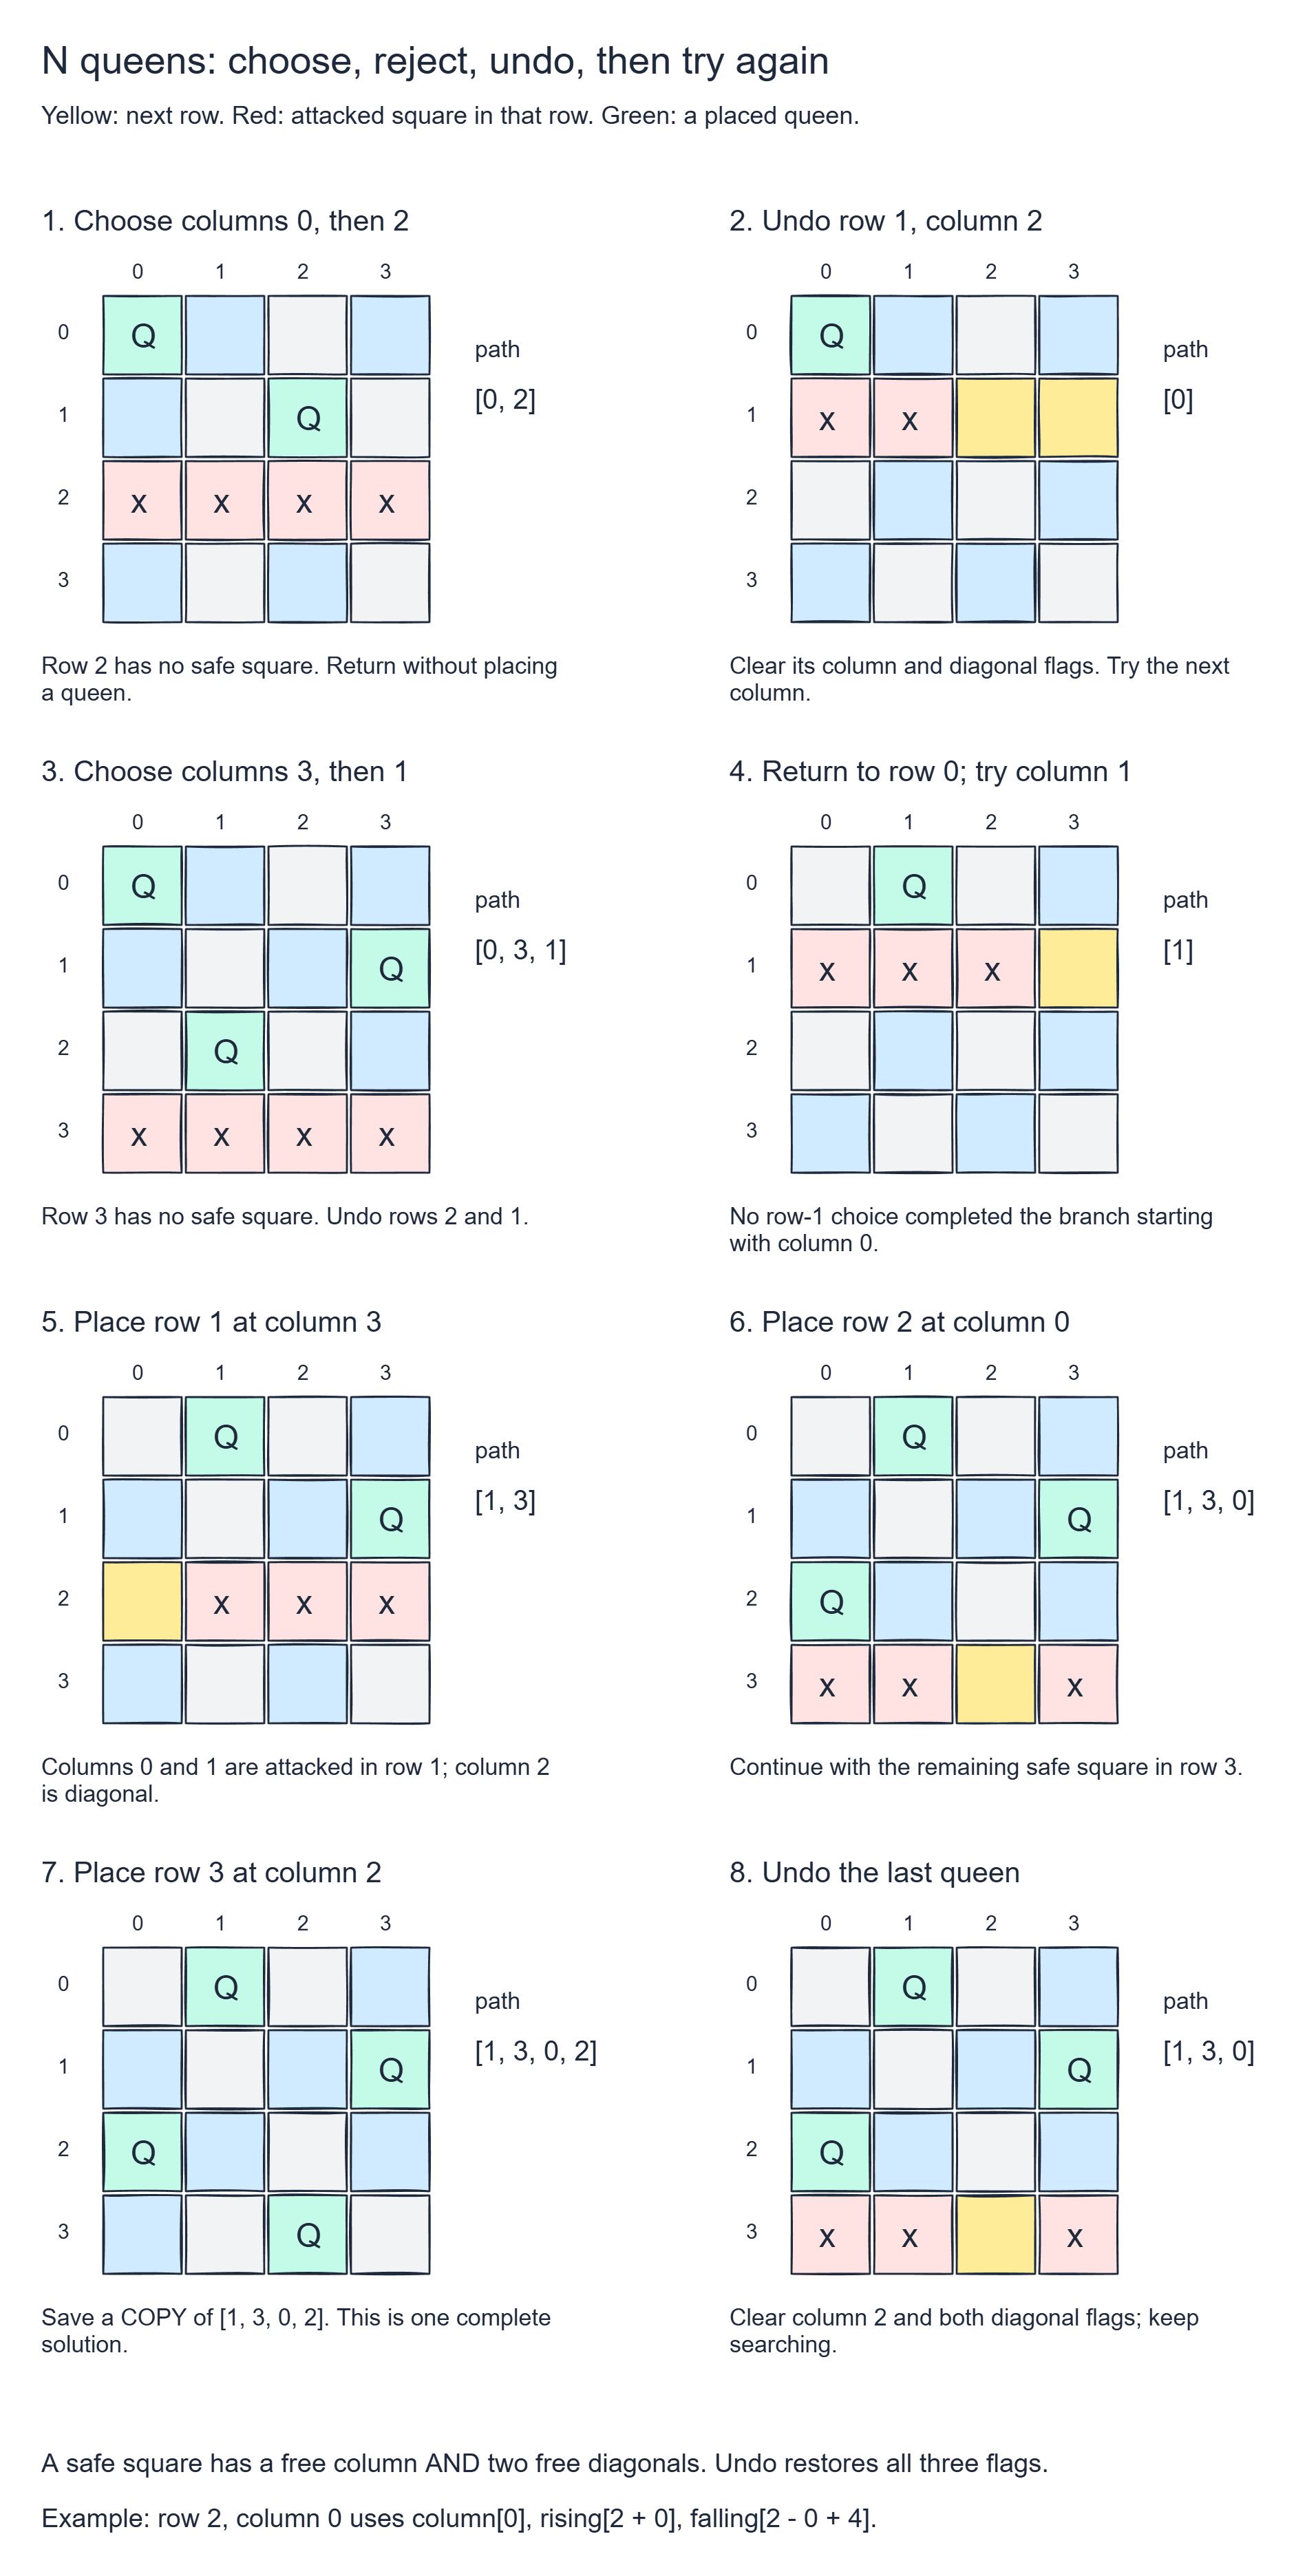 N queens: choose, reject, undo, then try again
Yellow: next row. Red: attacked square in that row. Green: a placed queen.
1. Choose columns 0, then 2
0 1 2 3
0 Q
path
1 Q
[0, 2]
2 x x x x
3
Row 2 has no safe square. Return without placing
a queen.
2. Undo row 1, column 2
0 1 2 3
0 Q
path
1 x x
[0]
2
3
Clear its column and diagonal flags. Try the next
column.
3. Choose columns 3, then 1
0 1 2 3
0 Q
path
1 Q
[0, 3, 1]
2 Q
3 x x x x
Row 3 has no safe square. Undo rows 2 and 1.
4. Return to row 0; try column 1
0 1 2 3
0 Q
path
1 x x x
[1]
2
3
No row-1 choice completed the branch starting
with column 0.
5. Place row 1 at column 3
0 1 2 3
0 Q
path
1 Q
[1, 3]
2 x x x
3
Columns 0 and 1 are attacked in row 1; column 2
is diagonal.
6. Place row 2 at column 0
0 1 2 3
0 Q
path
1 Q
[1, 3, 0]
2 Q
3 x x x
Continue with the remaining safe square in row 3.
7. Place row 3 at column 2
0 1 2 3
0 Q
path
1 Q
[1, 3, 0, 2]
2 Q
3 Q
Save a COPY of [1, 3, 0, 2]. This is one complete
solution.
8. Undo the last queen
0 1 2 3
0 Q
path
1 Q
[1, 3, 0]
2 Q
3 x x x
Clear column 2 and both diagonal flags; keep
searching.
A safe square has a free column AND two free diagonals. Undo restores all three flags.
Example: row 2, column 0 uses column[0], rising[2 + 0], falling[2 - 0 + 4].